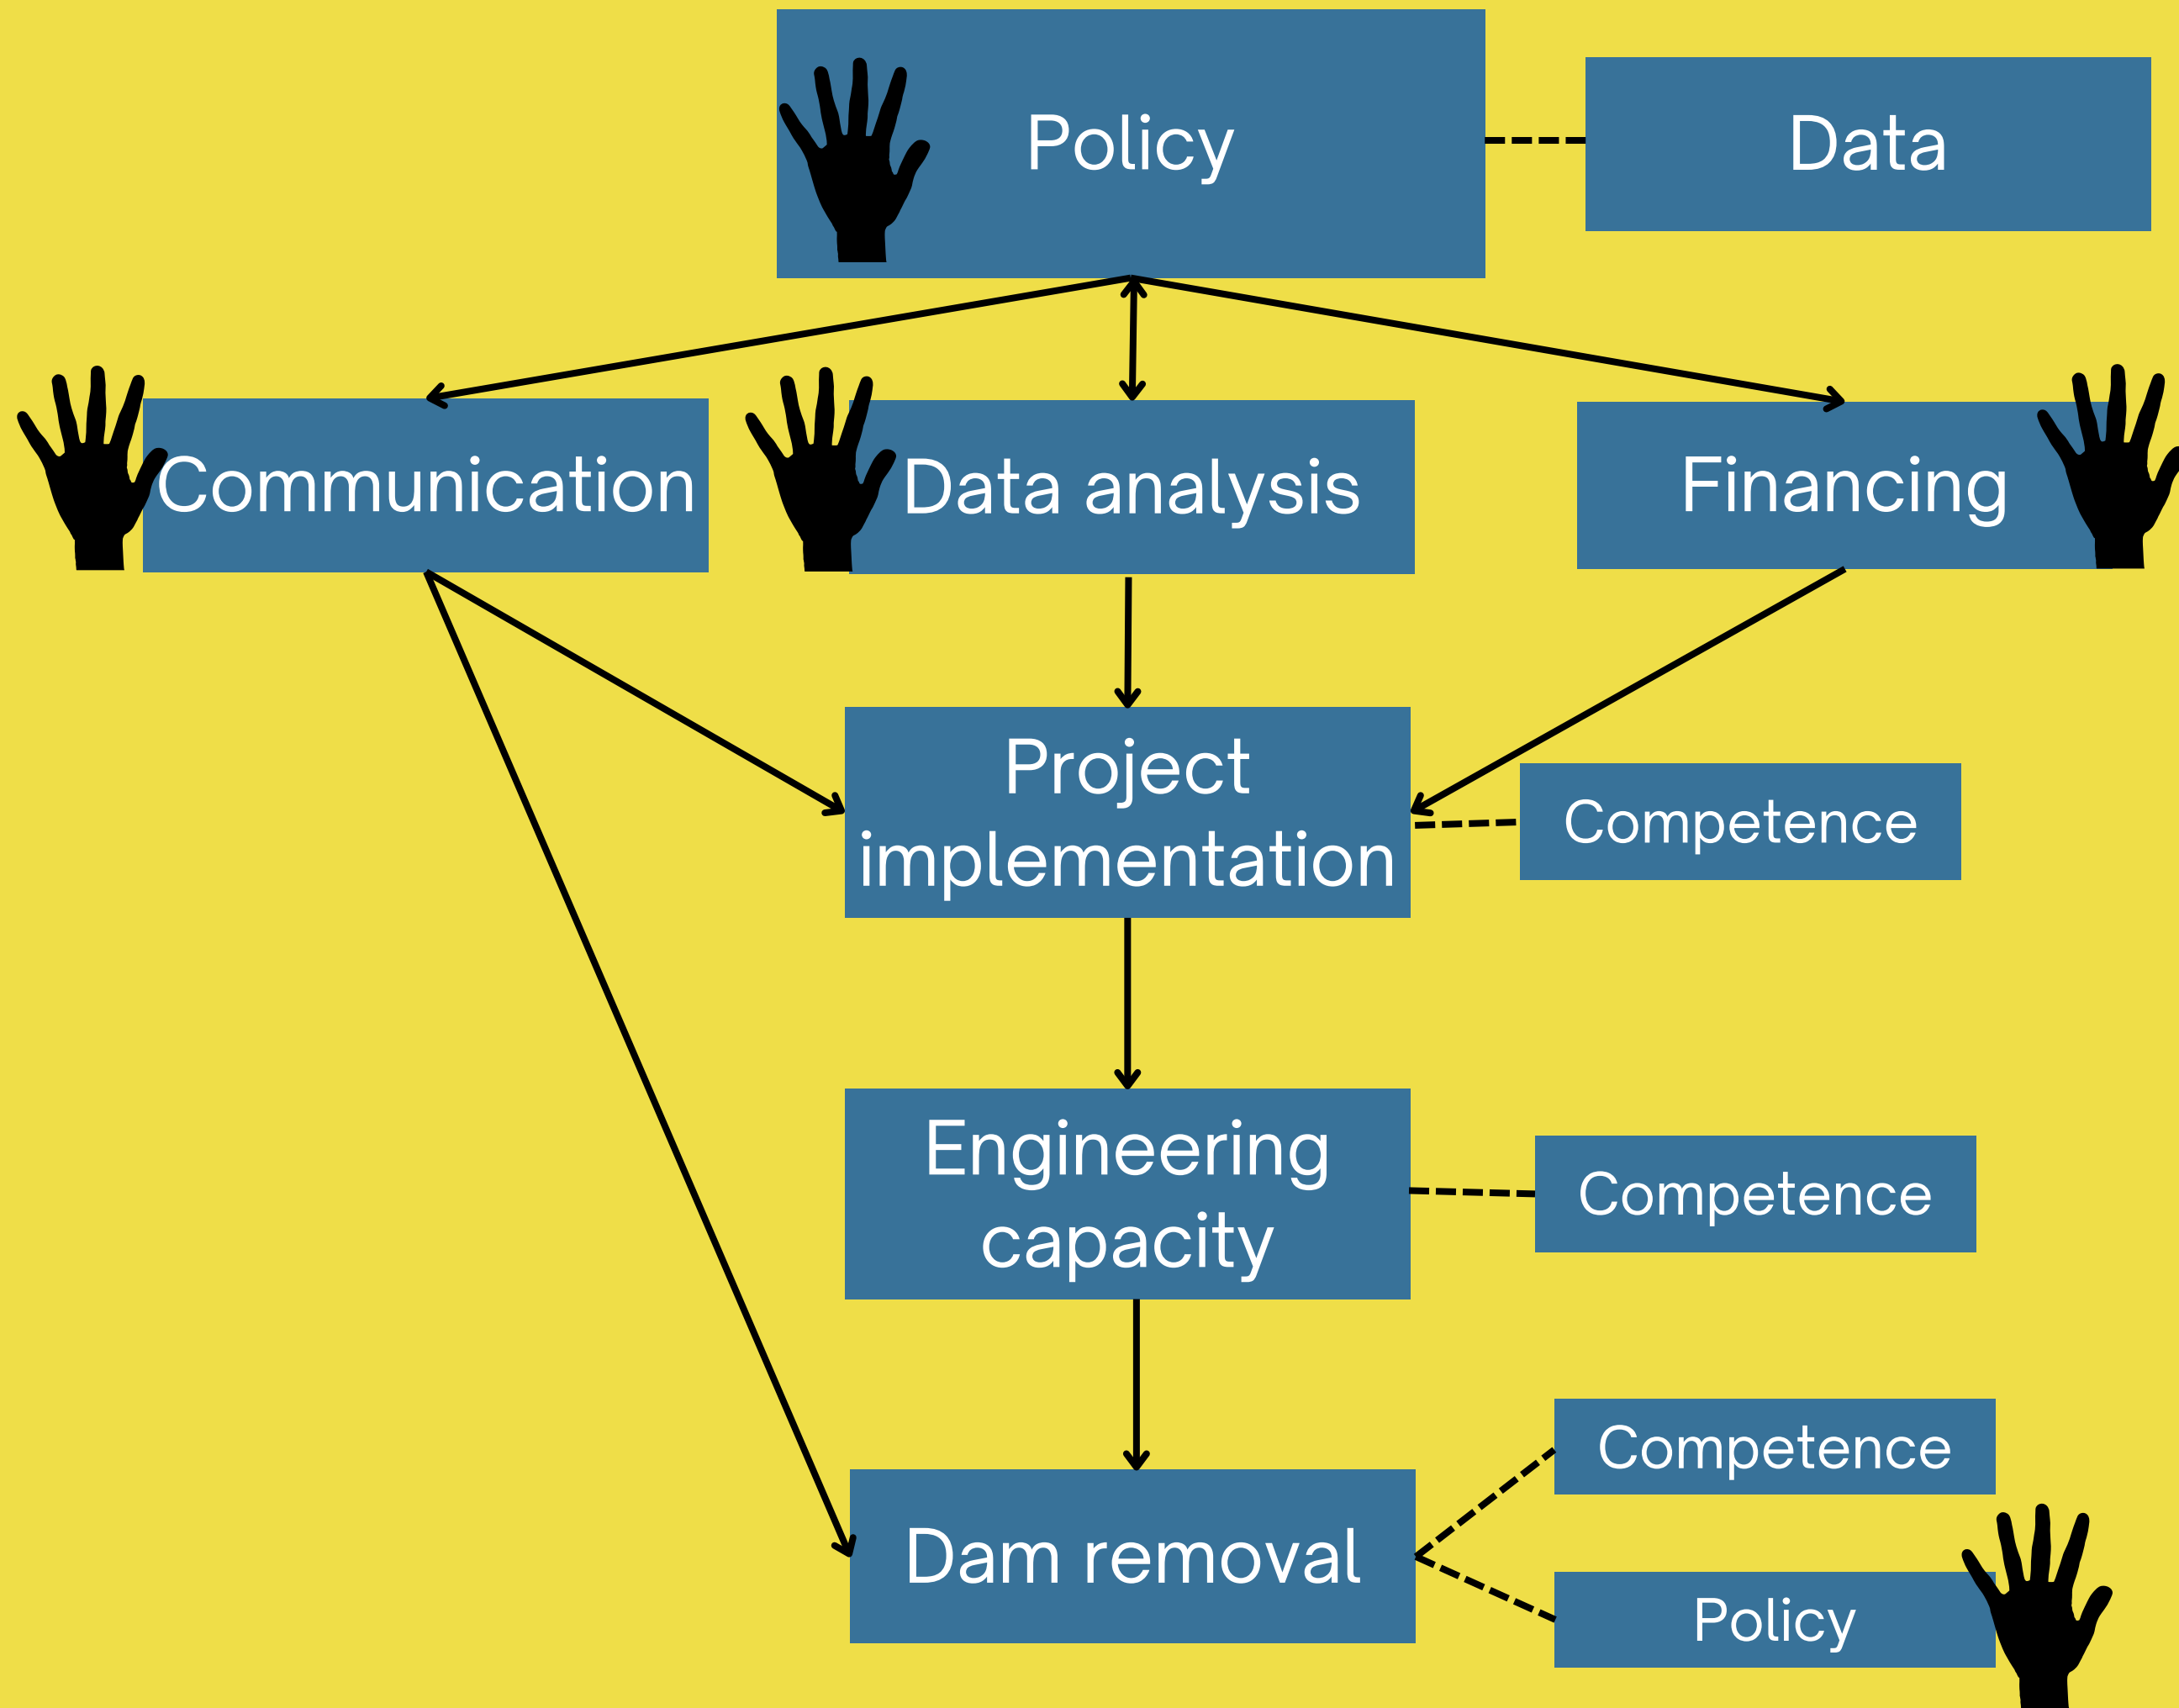 Policy
Data
Communication
Data analysis
Financing
Project
implementation
Competence
Engineering
capacity
Competence
Competence
Dam removal
Policy